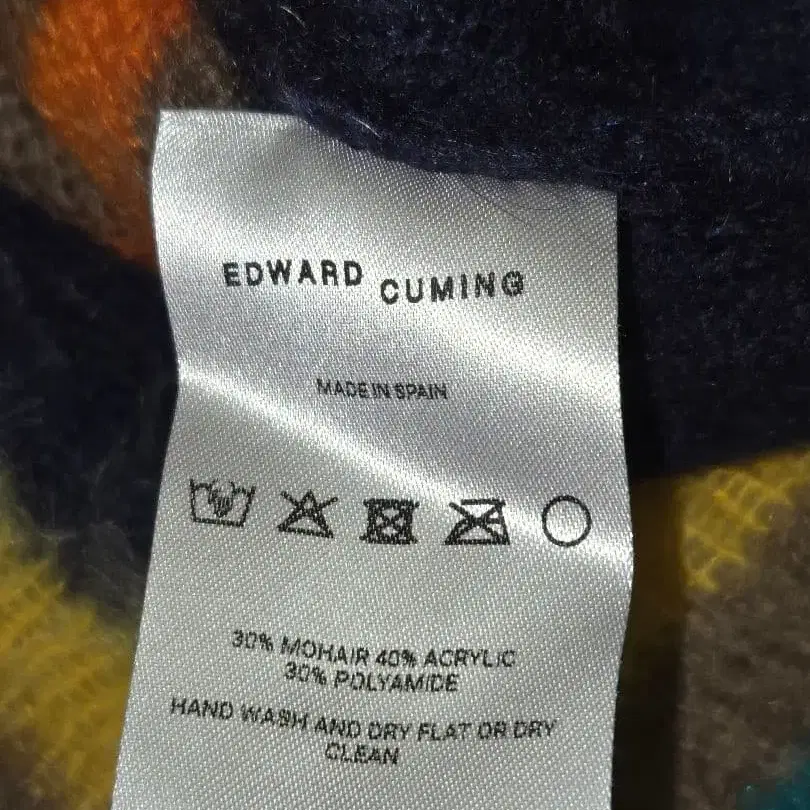 EDWARD CUMING
MADE IN SPAIN
30% MOHAIR 40% ACRYLIC
30% POLYAMIDE
HAND WASH AND DRY FLAT OR DRY
CLEAN